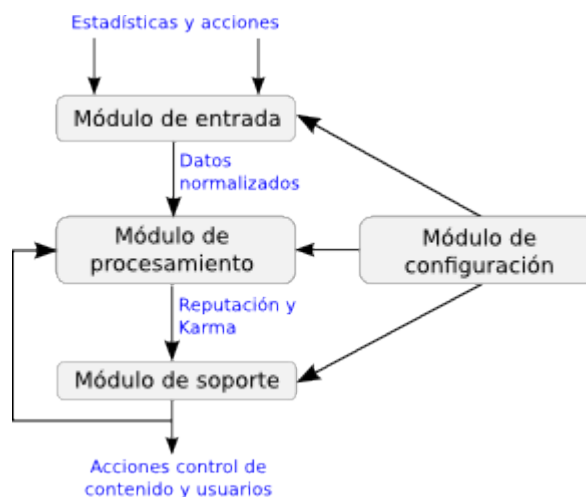 Estadísticas y acciones
Módulo de entrada
Datos
normalizados
Módulo de
procesamiento
Módulo de
configuración
Reputación y
Karma
Módulo de soporte
Acciones control de
contenido y usuarios